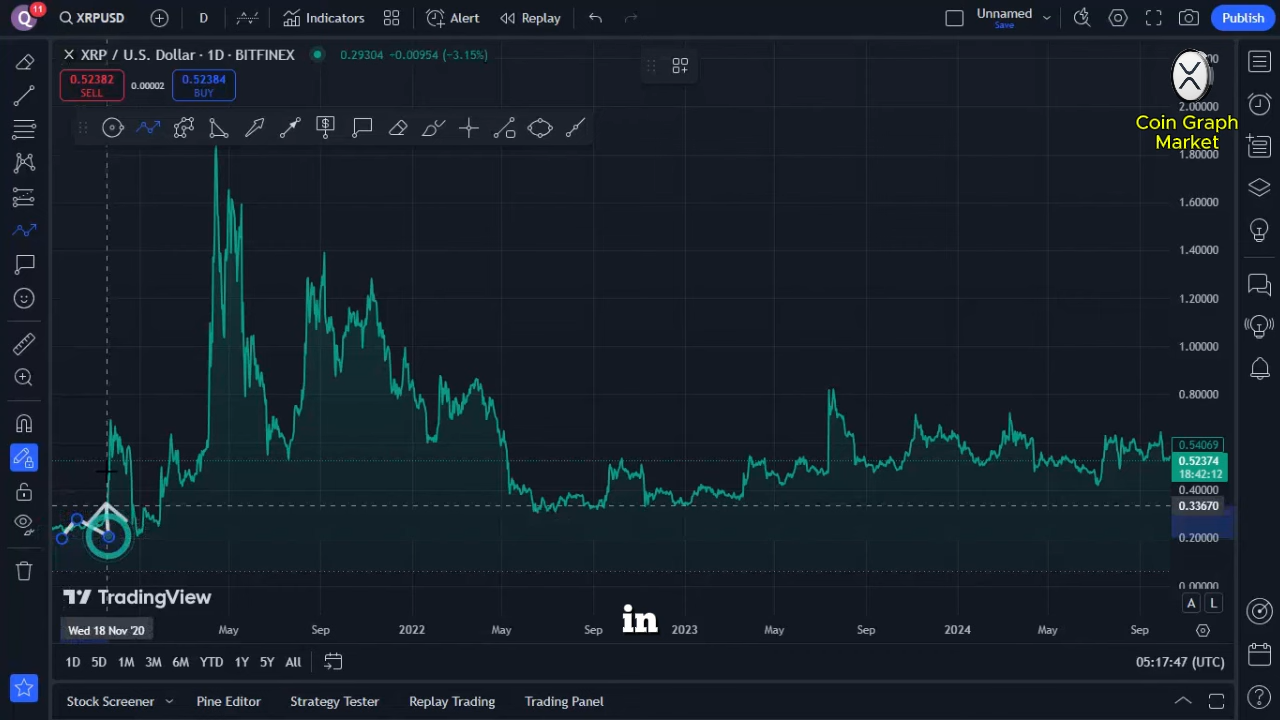 Q 11 XRPUSD D Indicators Alert Replay Unnamed Save Publish
XRP / U.S. Dollar · 1D · BITFINEX 0.29304 −0.00954 (−3.15%)
0.52382 SELL 0.00002 0.52384 BUY
Coin Graph
Market
2.00000
1.80000
1.60000
1.40000
1.20000
1.00000
0.80000
0.54069
0.52374
18:42:12
0.40000
0.33670
0.20000
0.00000
TradingView
A L
in
Wed 18 Nov '20 May Sep 2022 May Sep 2023 May Sep 2024 May Sep
1D 5D 1M 3M 6M YTD 1Y 5Y All 05:17:47 (UTC)
Stock Screener Pine Editor Strategy Tester Replay Trading Trading Panel